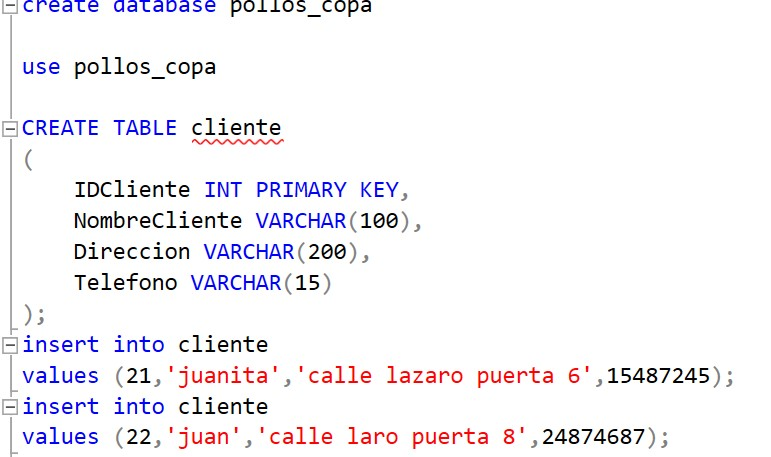 create database pollos_copa
use pollos_copa
CREATE TABLE cliente
(
IDCliente INT PRIMARY KEY,
NombreCliente VARCHAR(100),
Direccion VARCHAR(200),
Telefono VARCHAR(15)
);
insert into cliente
values (21,'juanita','calle lazaro puerta 6',15487245);
insert into cliente
values (22,'juan','calle laro puerta 8',24874687);